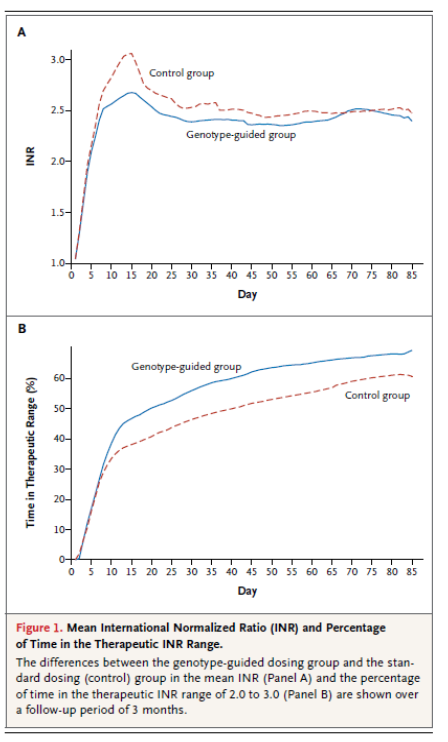 A
3.0
2.5
2.0
1.5
1.0
INR
Control group
Genotype-guided group
0 5 10 15 20 25 30 35 40 45 50 55 60 65 70 75 80 85
Day
B
60
50
40
30
20
10
0
Time in Therapeutic Range (%)
Genotype-guided group
Control group
0 5 10 15 20 25 30 35 40 45 50 55 60 65 70 75 80 85
Day
Figure 1. Mean International Normalized Ratio (INR) and Percentage
of Time in the Therapeutic INR Range.
The differences between the genotype-guided dosing group and the stan-
dard dosing (control) group in the mean INR (Panel A) and the percentage
of time in the therapeutic INR range of 2.0 to 3.0 (Panel B) are shown over
a follow-up period of 3 months.